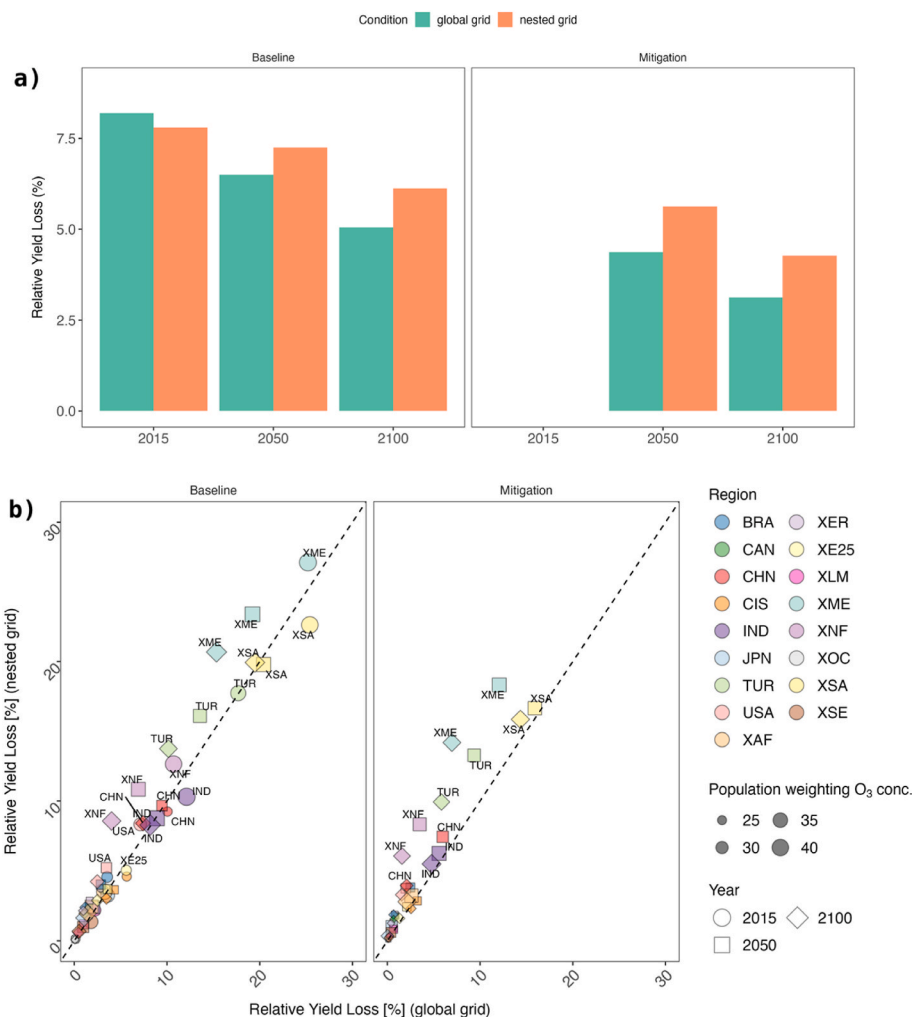 Condition global grid nested grid
a)
Baseline Mitigation
Relative Yield Loss (%)
7.5
5.0
2.5
0.0
2015 2050 2100 2015 2050 2100
b)
Baseline Mitigation
Relative Yield Loss [%] (nested grid)
30
20
10
0
XME
XME
XSA
XME
XSA
XSA
TUR
TUR
TUR
XNF
XNF
CHN
CHN
IND
XNF
IND
CHN
USA
IND
USA
XE25
XME
XSA
XSA
XME
TUR
TUR
XNF
CHN
XNF
IND
CHN
IND
0 10 20 30 0 10 20 30
Relative Yield Loss [%] (global grid)
Region
BRA XER
CAN XE25
CHN XLM
CIS XME
IND XNF
JPN XOC
TUR XSA
USA XSE
XAF
Population weighting O₃ conc.
25 35
30 40
Year
2015 2100
2050